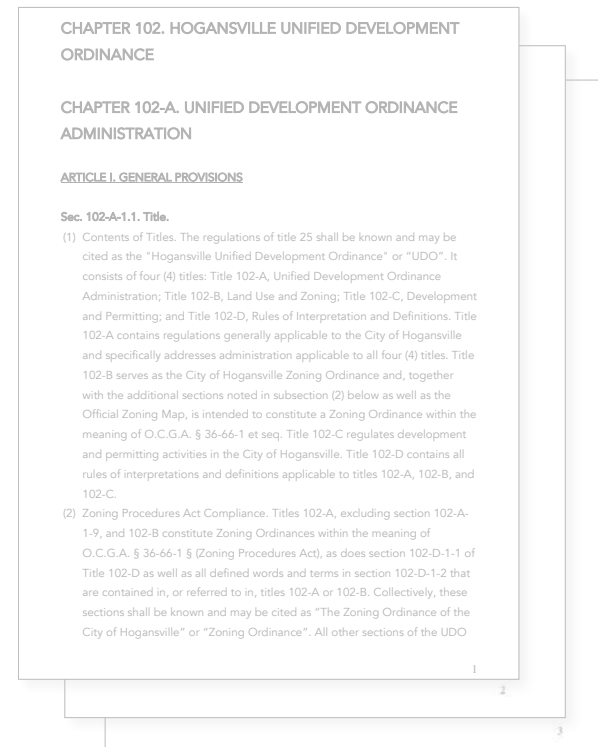 CHAPTER 102. HOGANSVILLE UNIFIED DEVELOPMENT
ORDINANCE
CHAPTER 102-A. UNIFIED DEVELOPMENT ORDINANCE
ADMINISTRATION
ARTICLE I. GENERAL PROVISIONS
Sec. 102-A-1.1. Title.
(1) Contents of Titles. The regulations of title 25 shall be known and may be
cited as the "Hogansville Unified Development Ordinance" or “UDO”. It
consists of four (4) titles: Title 102-A, Unified Development Ordinance
Administration; Title 102-B, Land Use and Zoning; Title 102-C, Development
and Permitting; and Title 102-D, Rules of Interpretation and Definitions. Title
102-A contains regulations generally applicable to the City of Hogansville
and specifically addresses administration applicable to all four (4) titles. Title
102-B serves as the City of Hogansville Zoning Ordinance and, together
with the additional sections noted in subsection (2) below as well as the
Official Zoning Map, is intended to constitute a Zoning Ordinance within the
meaning of O.C.G.A. § 36-66-1 et seq. Title 102-C regulates development
and permitting activities in the City of Hogansville. Title 102-D contains all
rules of interpretations and definitions applicable to titles 102-A, 102-B, and
102-C.
(2) Zoning Procedures Act Compliance. Titles 102-A, excluding section 102-A-
1-9, and 102-B constitute Zoning Ordinances within the meaning of
O.C.G.A. § 36-66-1 § (Zoning Procedures Act), as does section 102-D-1-1 of
Title 102-D as well as all defined words and terms in section 102-D-1-2 that
are contained in, or referred to in, titles 102-A or 102-B. Collectively, these
sections shall be known and may be cited as “The Zoning Ordinance of the
City of Hogansville” or “Zoning Ordinance”. All other sections of the UDO
1
2
3